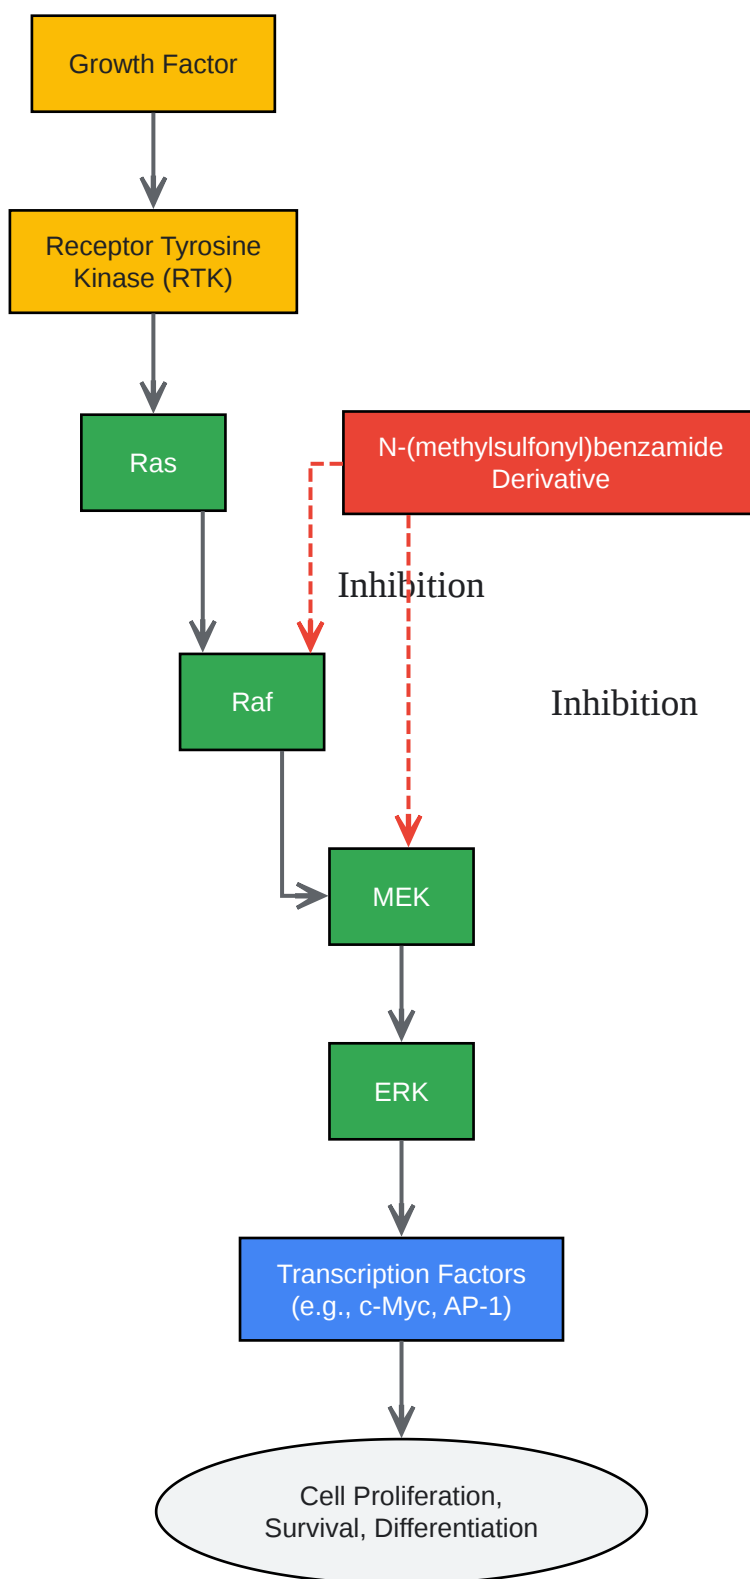 Growth Factor
Receptor Tyrosine
Kinase (RTK)
Ras
N-(methylsulfonyl)benzamide
Derivative
Inhibition
Raf
Inhibition
MEK
ERK
Transcription Factors
(e.g., c-Myc, AP-1)
Cell Proliferation,
Survival, Differentiation